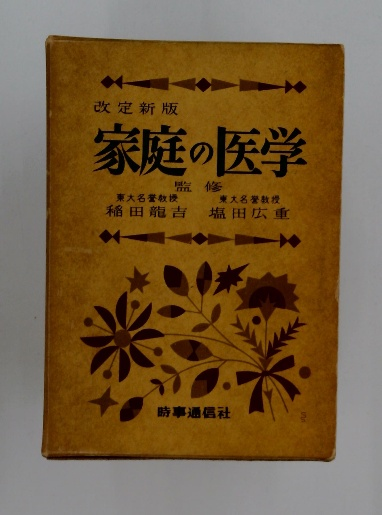 改定新版
家庭の医学
監修
東大名誉教授 東大名誉教授
稲田龍吉 塩田広重
時事通信社